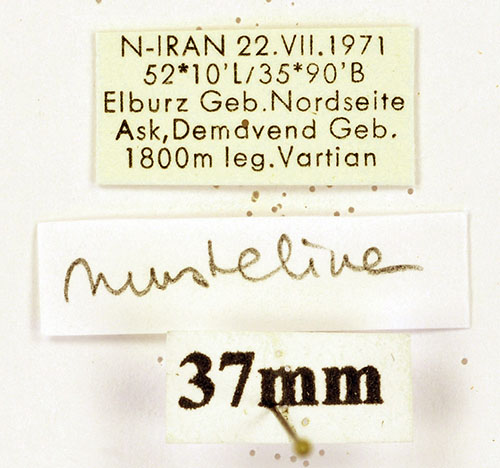 N-IRAN 22.VII.1971
52*10'L/35*90'B
Elburz Geb.Nordseite
Ask,Demavend Geb.
1800m leg.Vartian
mustelina
37mm